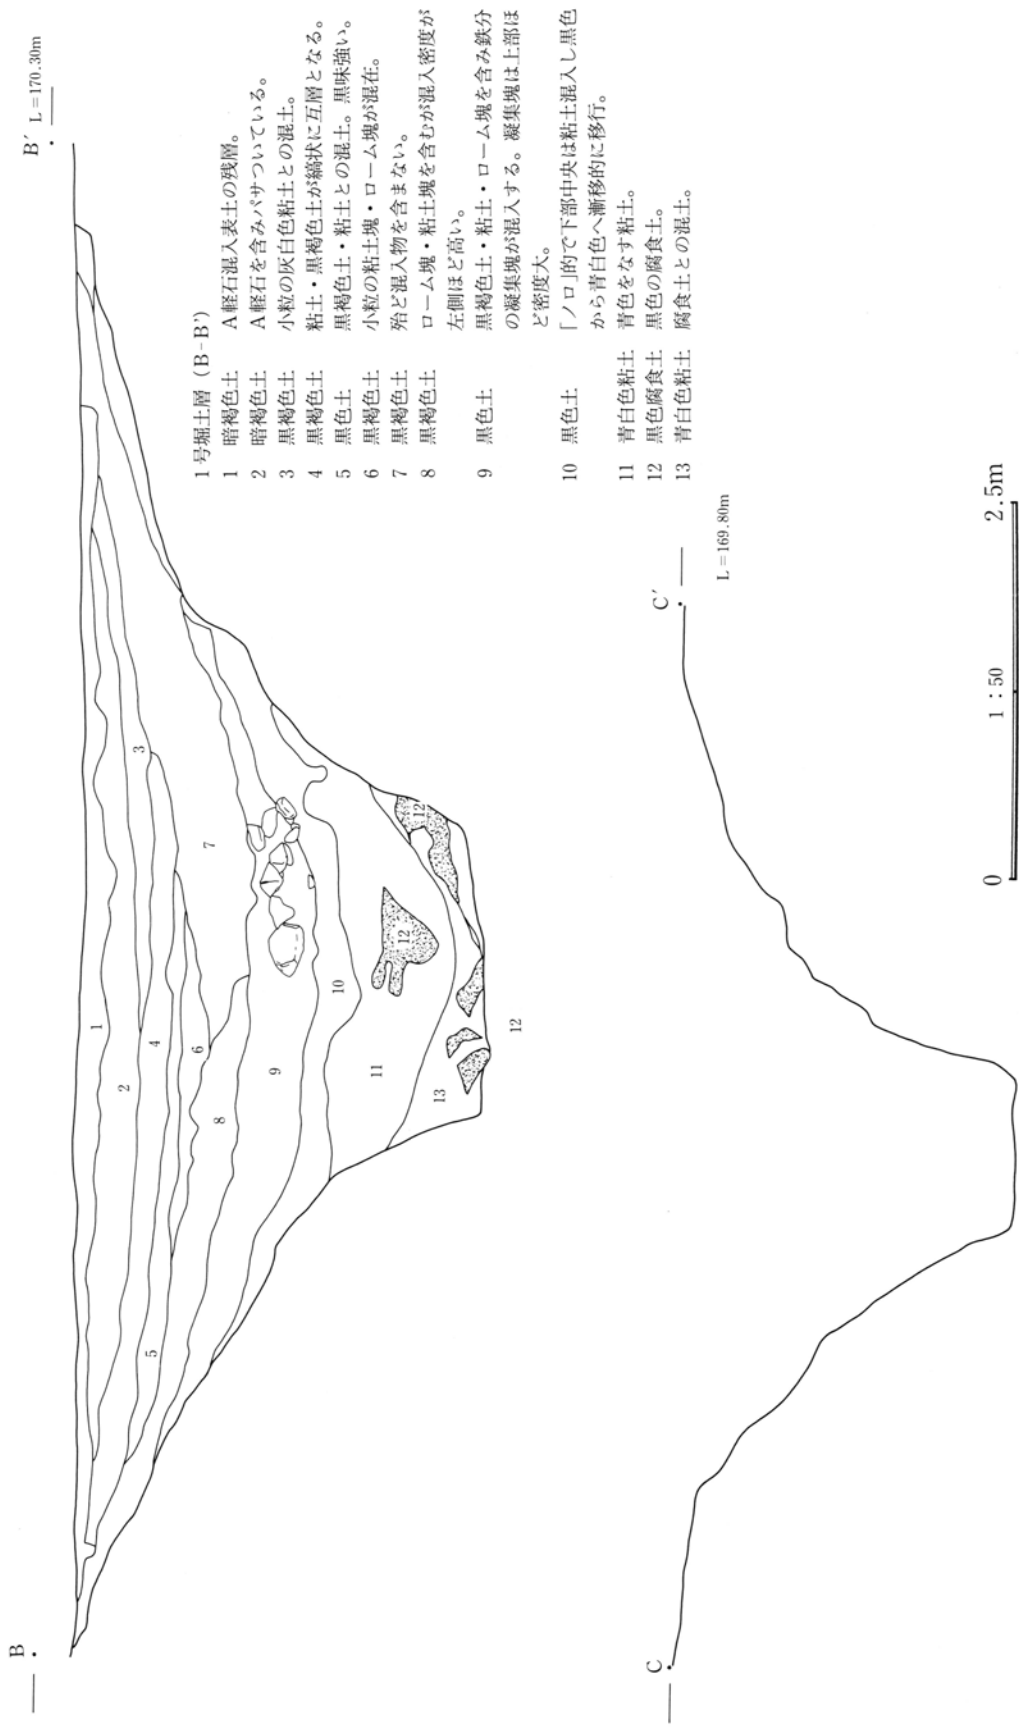 B
B′
L＝170.30m
1
2
3
4
5
6
7
8
9
10
11
12
12
13
12
1号堀土層（B-B’）
1 暗褐色土 A軽石混入表土の残層。
2 暗褐色土 A軽石を含みパサついている。
3 黒褐色土 小粒の灰白色粘土との混土。
4 黒褐色土 粘土・黒褐色土が縞状に互層となる。
5 黒色土 黒褐色土・粘土との混土。黒味強い。
6 黒褐色土 小粒の粘土塊・ローム塊が混在。
7 黒褐色土 殆ど混入物を含まない。
8 黒褐色土 ローム塊・粘土塊を含むが混入密度が
左側ほど高い。
9 黒色土 黒褐色土・粘土・ローム塊を含み鉄分
の凝集塊が混入する。凝集塊は上部ほ
ど密度大。
10 黒色土 「ノロ」的で下部中央は粘土混入し黒色
から青白色へ漸移的に移行。
11 青白色粘土 青色をなす粘土。
12 黒色腐食土 黒色の腐食土。
13 青白色粘土 腐食土との混土。
C
C′
L＝169.80m
0
1：50
2.5m